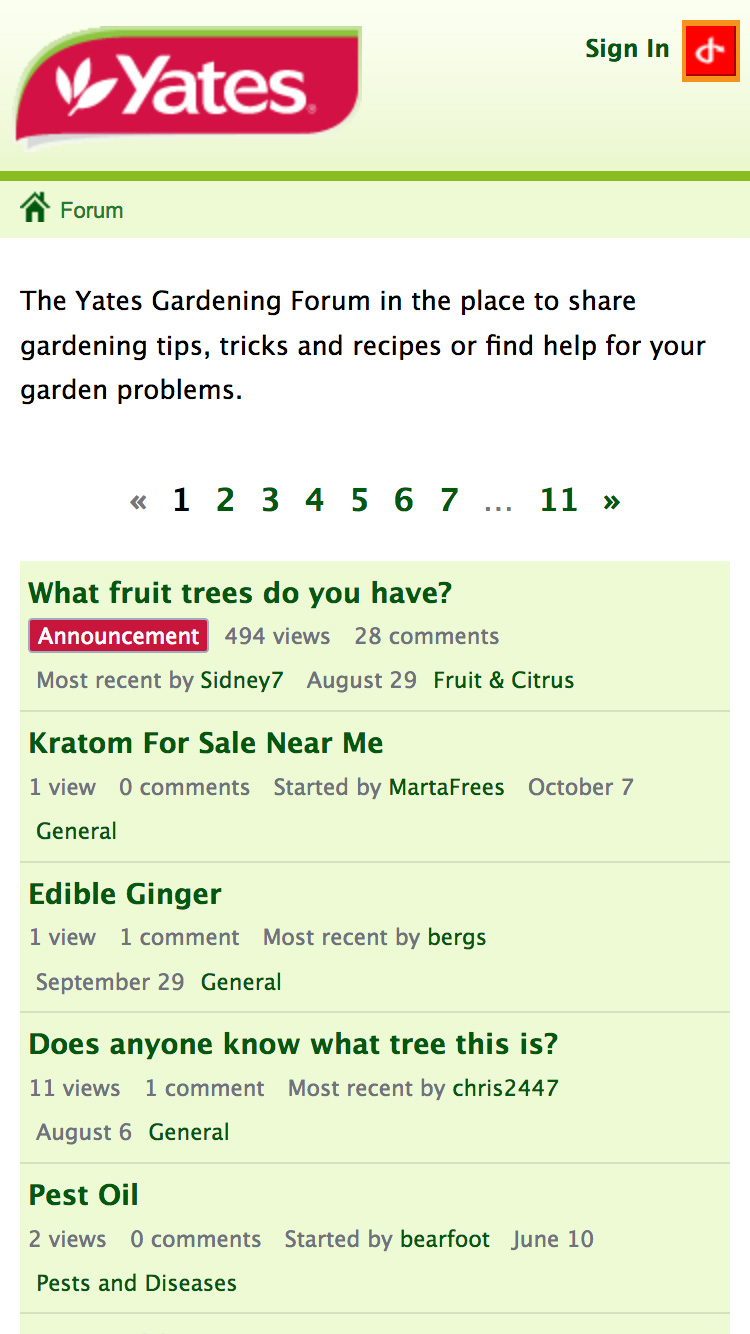 Yates®
Sign In
Forum
The Yates Gardening Forum in the place to share
gardening tips, tricks and recipes or find help for your
garden problems.
« 1 2 3 4 5 6 7 … 11 »
What fruit trees do you have?
Announcement 494 views 28 comments
Most recent by Sidney7 August 29 Fruit & Citrus
Kratom For Sale Near Me
1 view 0 comments Started by MartaFrees October 7
General
Edible Ginger
1 view 1 comment Most recent by bergs
September 29 General
Does anyone know what tree this is?
11 views 1 comment Most recent by chris2447
August 6 General
Pest Oil
2 views 0 comments Started by bearfoot June 10
Pests and Diseases